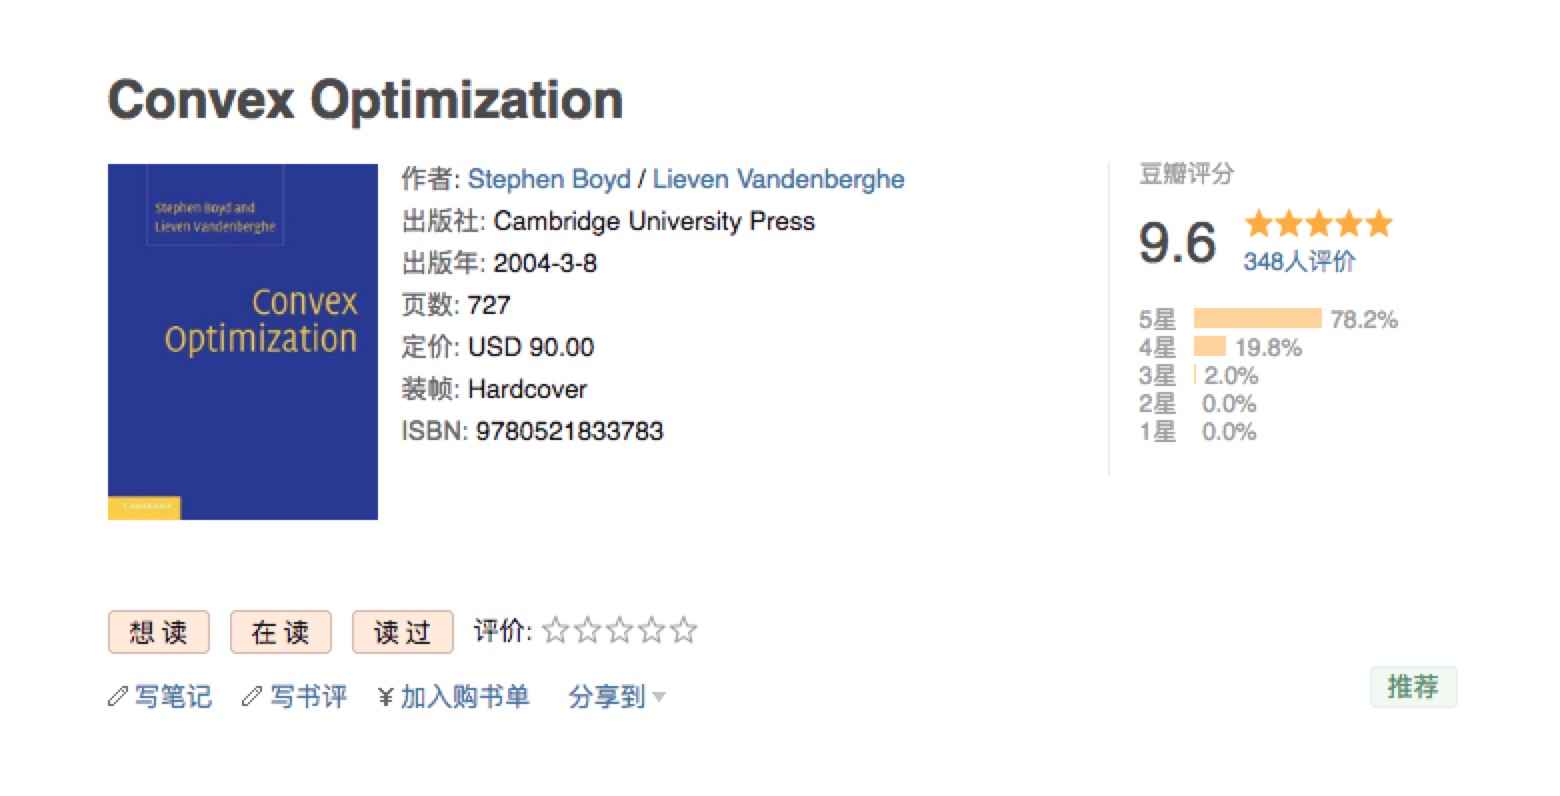 Convex Optimization
Stephen Boyd and
Lieven Vandenberghe
Convex
Optimization
CAMBRIDGE
作者: Stephen Boyd / Lieven Vandenberghe
出版社: Cambridge University Press
出版年: 2004-3-8
页数: 727
定价: USD 90.00
装帧: Hardcover
ISBN: 9780521833783
豆瓣评分
9.6
348人评价
5星 78.2%
4星 19.8%
3星 2.0%
2星 0.0%
1星 0.0%
想读 在读 读过 评价:
写笔记 写书评 ¥加入购书单 分享到
推荐